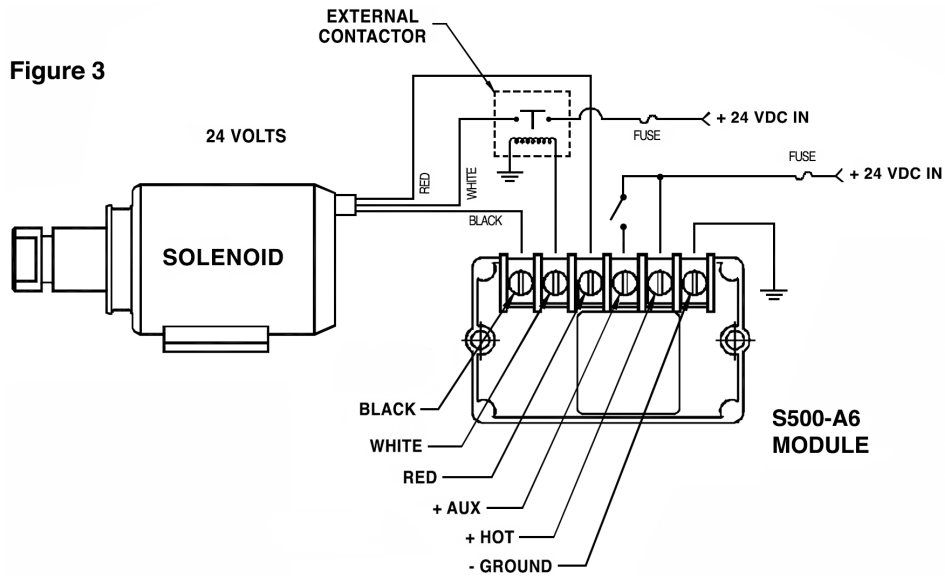 EXTERNAL
CONTACTOR
Figure 3
24 VOLTS
+ 24 VDC IN
FUSE
FUSE
+ 24 VDC IN
RED
WHITE
BLACK
SOLENOID
BLACK
WHITE
RED
+ AUX
+ HOT
- GROUND
S500-A6
MODULE